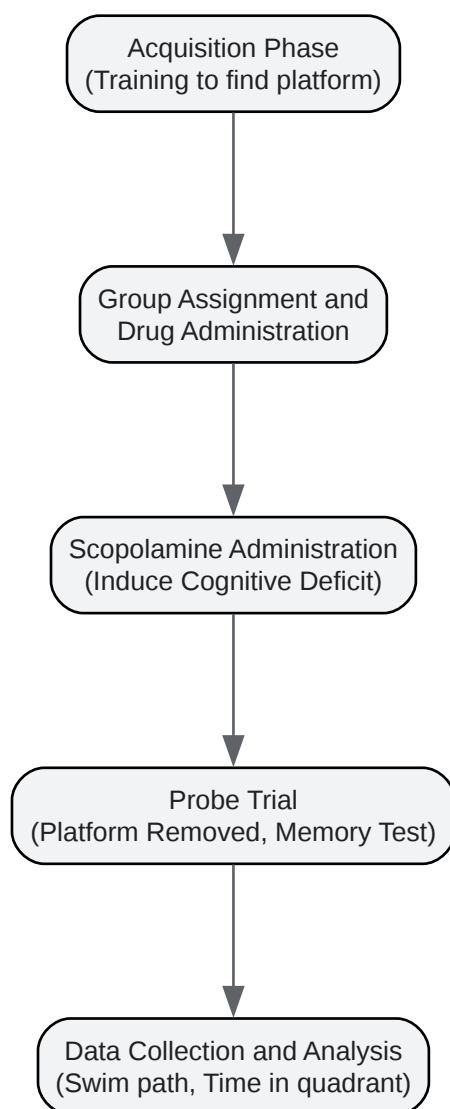 Acquisition Phase
(Training to find platform)
Group Assignment and
Drug Administration
Scopolamine Administration
(Induce Cognitive Deficit)
Probe Trial
(Platform Removed, Memory Test)
Data Collection and Analysis
(Swim path, Time in quadrant)